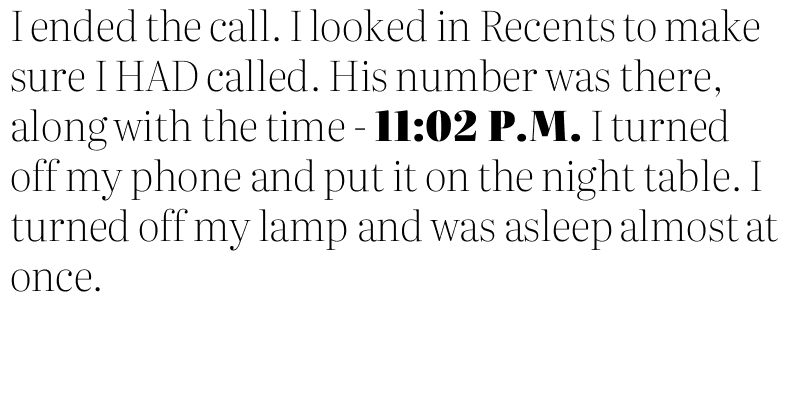 I ended the call. I looked in Recents to make
sure I HAD called. His number was there,
along with the time - 11:02 P.M. I turned
off my phone and put it on the night table. I
turned off my lamp and was asleep almost at
once.